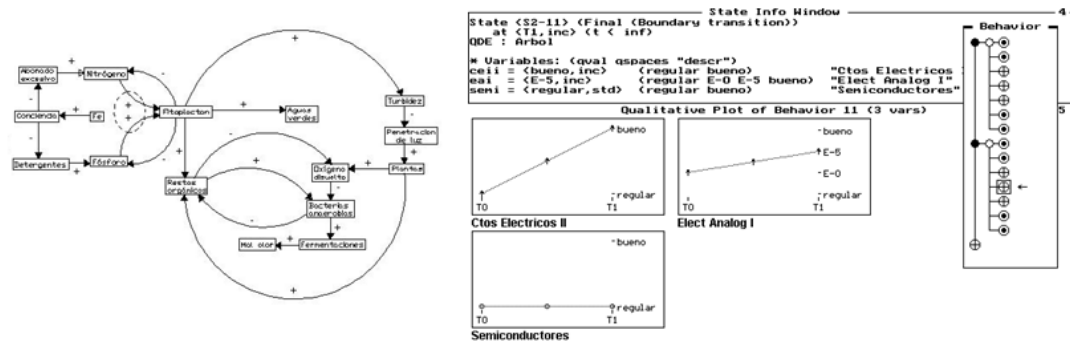 Abonado
excesivo
Nitrógeno
Conciencia
Fe
Detergentes
Fósforo
Fitoplacton
Aguas
verdes
Turbidez
Penetracion
de luz
Plantas
Oxígeno
disuelto
Restos
orgánicos
Bacterias
anaerobias
Mal olor
Fermentaciones
State Info Window
4
State (S2-11) (Final (Boundary transition))
at (T1,inc) (t < inf)
QDE : Arbol
* Variables: (qval qspaces "descr")
ceii = (bueno,inc) (regular bueno) "Ctos Electricos
eai = (E-5,inc) (regular E-0 E-5 bueno) "Elect Analog I"
semi = (regular,std) (regular bueno) "Semiconductores"
Behavior
Qualitative Plot of Behavior 11 (3 vars)
5
bueno
regular
T0
T1
Ctos Electricos II
bueno
E-5
E-0
regular
T0
T1
Elect Analog I
bueno
regular
T0
T1
Semiconductores